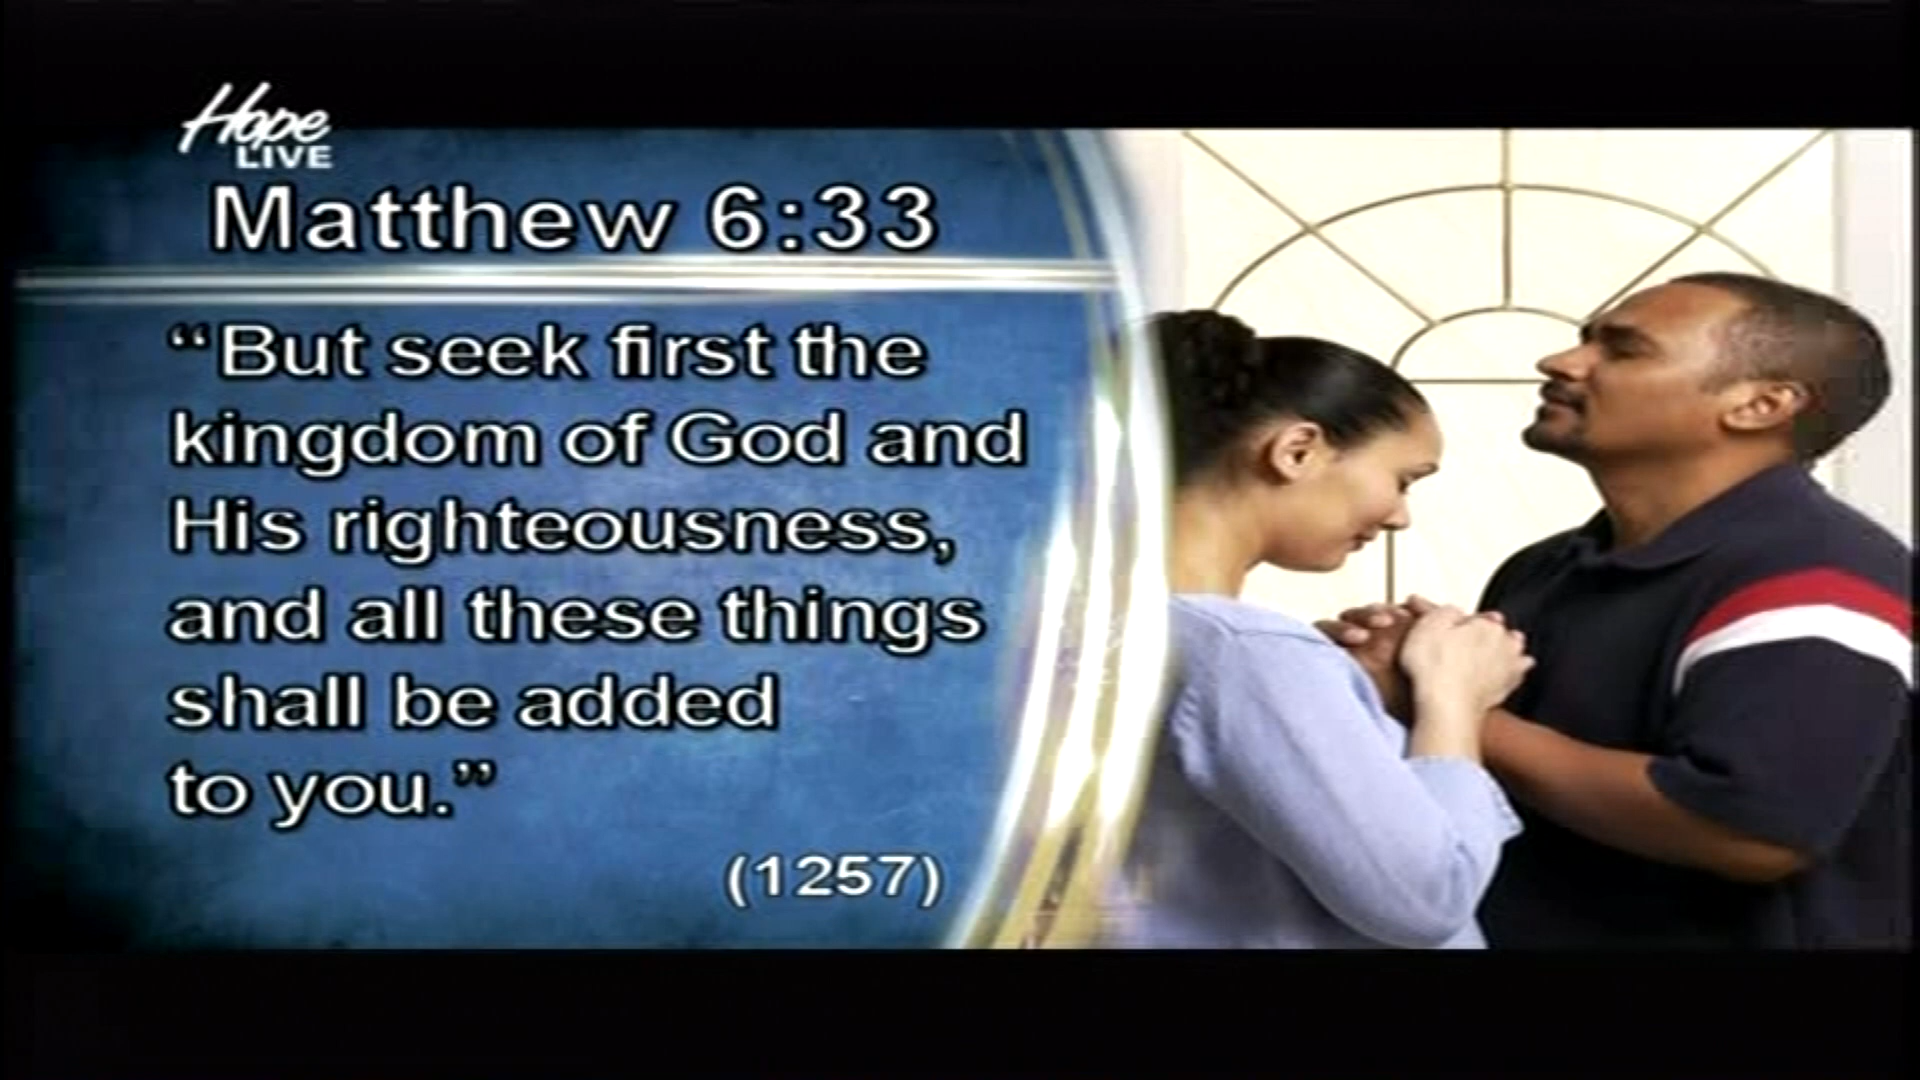 Hope
LIVE
Matthew 6:33
“But seek first the
kingdom of God and
His righteousness,
and all these things
shall be added
to you.”
(1257)